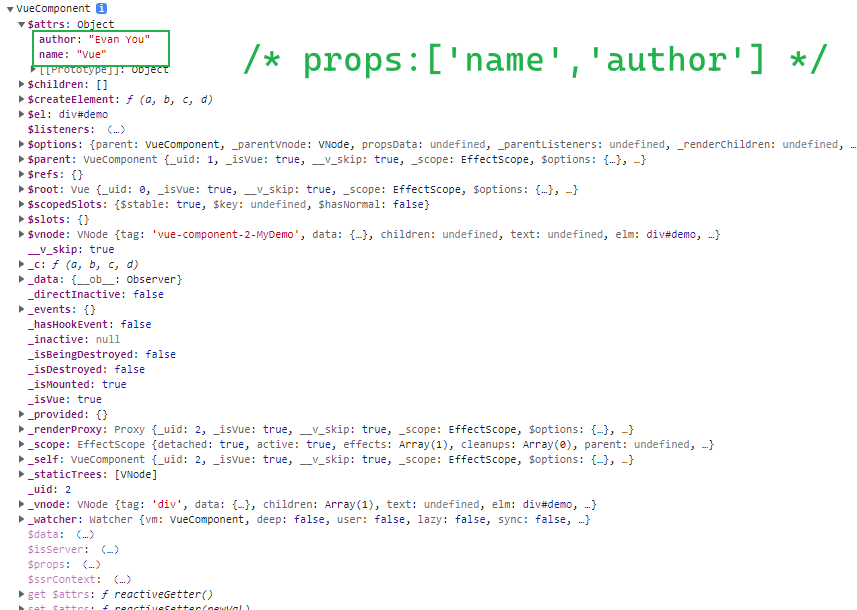 VueComponent i
$attrs: Object
author: "Evan You"
name: "Vue"
/* props:['name','author'] */
[[Prototype]]: Object
$children: []
$createElement: ƒ (a, b, c, d)
$el: div#demo
$listeners: (…)
$options: {parent: VueComponent, _parentVnode: VNode, propsData: undefined, _parentListeners: undefined, _renderChildren: undefined, …
$parent: VueComponent {_uid: 1, _isVue: true, __v_skip: true, _scope: EffectScope, $options: {…}, …}
$refs: {}
$root: Vue {_uid: 0, _isVue: true, __v_skip: true, _scope: EffectScope, $options: {…}, …}
$scopedSlots: {$stable: true, $key: undefined, $hasNormal: false}
$slots: {}
$vnode: VNode {tag: 'vue-component-2-MyDemo', data: {…}, children: undefined, text: undefined, elm: div#demo, …}
__v_skip: true
_c: ƒ (a, b, c, d)
_data: {__ob__: Observer}
_directInactive: false
_events: {}
_hasHookEvent: false
_inactive: null
_isBeingDestroyed: false
_isDestroyed: false
_isMounted: true
_isVue: true
_provided: {}
_renderProxy: Proxy {_uid: 2, _isVue: true, __v_skip: true, _scope: EffectScope, $options: {…}, …}
_scope: EffectScope {detached: true, active: true, effects: Array(1), cleanups: Array(0), parent: undefined, …}
_self: VueComponent {_uid: 2, _isVue: true, __v_skip: true, _scope: EffectScope, $options: {…}, …}
_staticTrees: [VNode]
_uid: 2
_vnode: VNode {tag: 'div', data: {…}, children: Array(1), text: undefined, elm: div#demo, …}
_watcher: Watcher {vm: VueComponent, deep: false, user: false, lazy: false, sync: false, …}
$data: (…)
$isServer: (…)
$props: (…)
$ssrContext: (…)
get $attrs: ƒ reactiveGetter()
set $attrs: ƒ reactiveSetter(newVal)